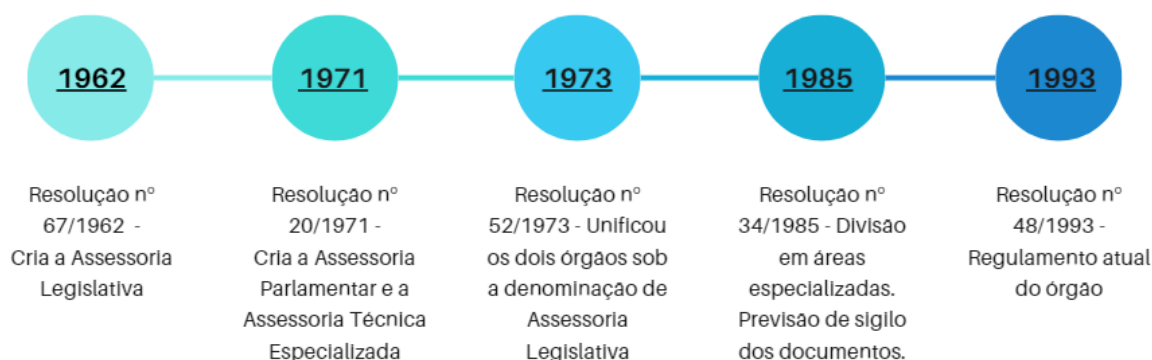 1962
1971
1973
1985
1993
Resolução nº
67/1962 -
Cria a Assessoria
Legislativa
Resolução nº
20/1971 -
Cria a Assessoria
Parlamentar e a
Assessoria Técnica
Especializada
Resolução nº
52/1973 - Unificou
os dois órgãos sob
a denominação de
Assessoria
Legislativa
Resolução nº
34/1985 - Divisão
em áreas
especializadas.
Previsão de sigilo
dos documentos.
Resolução nº
48/1993 -
Regulamento atual
do órgão